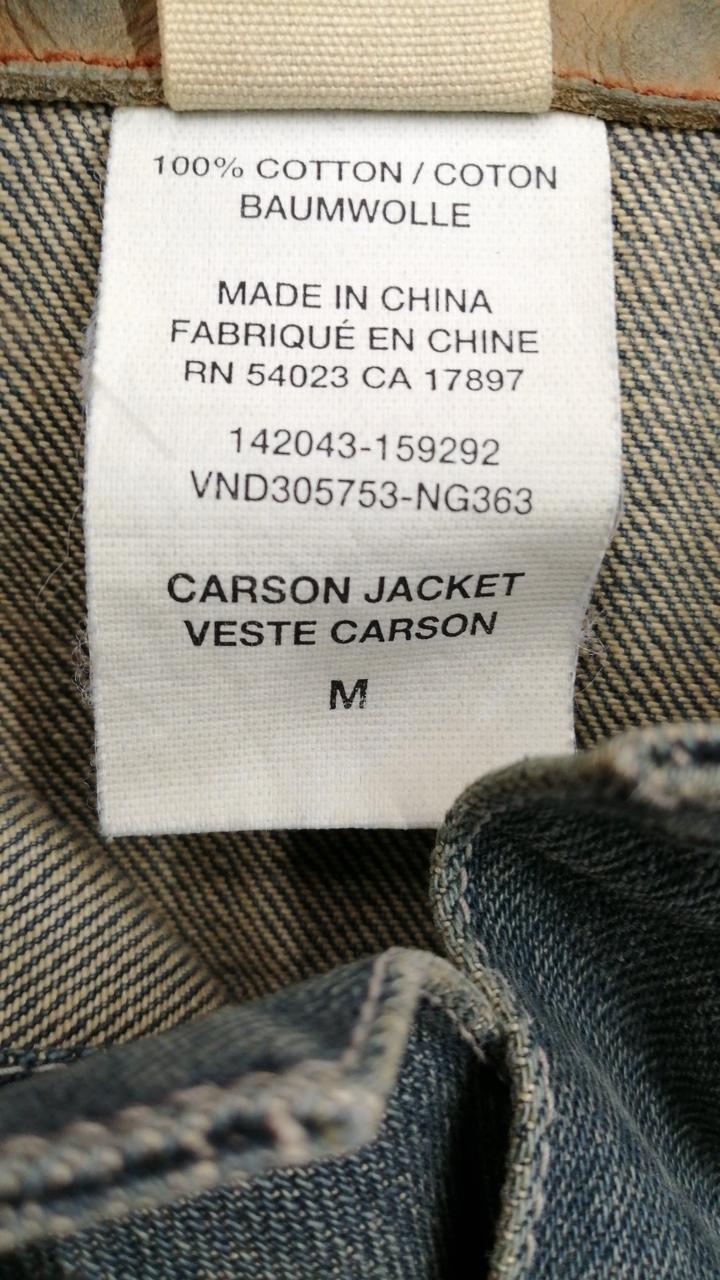 100% COTTON / COTON
BAUMWOLLE
MADE IN CHINA
FABRIQUÉ EN CHINE
RN 54023 CA 17897
142043-159292
VND305753-NG363
CARSON JACKET
VESTE CARSON
M